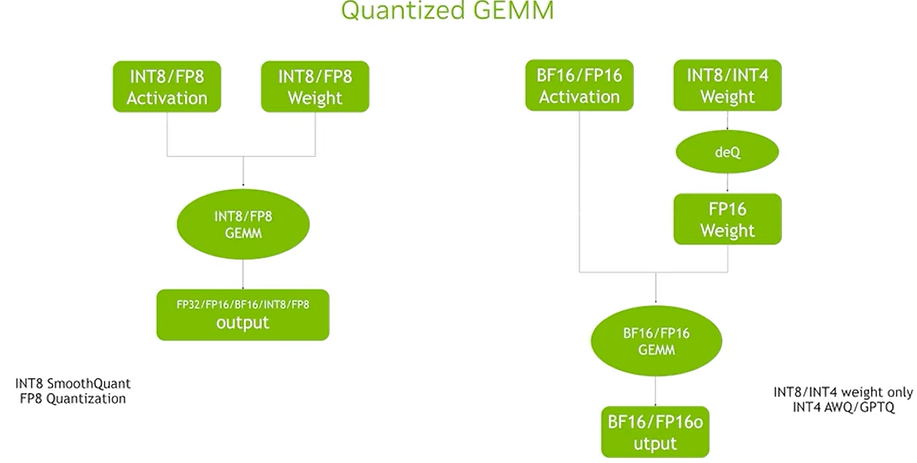 Quantized GEMM
INT8/FP8
Activation
INT8/FP8
Weight
INT8/FP8
GEMM
FP32/FP16/BF16/INT8/FP8
output
INT8 SmoothQuant
FP8 Quantization
BF16/FP16
Activation
INT8/INT4
Weight
deQ
FP16
Weight
BF16/FP16
GEMM
BF16/FP16o
utput
INT8/INT4 weight only
INT4 AWQ/GPTQ